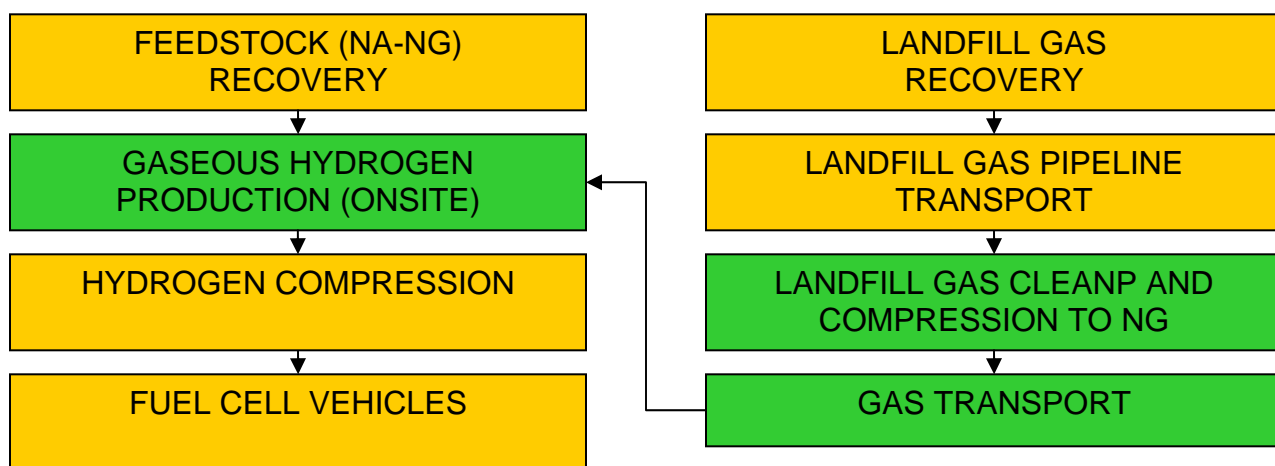 FEEDSTOCK (NA-NG)
RECOVERY
GASEOUS HYDROGEN
PRODUCTION (ONSITE)
HYDROGEN COMPRESSION
FUEL CELL VEHICLES
LANDFILL GAS
RECOVERY
LANDFILL GAS PIPELINE
TRANSPORT
LANDFILL GAS CLEANP AND
COMPRESSION TO NG
GAS TRANSPORT